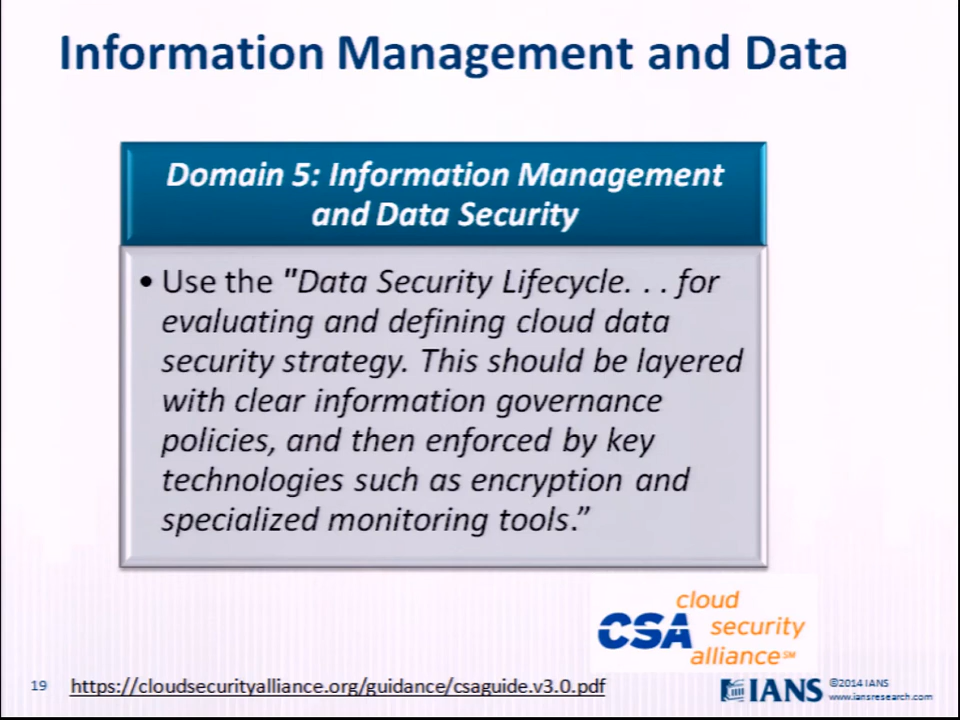 Information Management and Data
Domain 5: Information Management
and Data Security
• Use the "Data Security Lifecycle. . . for
evaluating and defining cloud data
security strategy. This should be layered
with clear information governance
policies, and then enforced by key
technologies such as encryption and
specialized monitoring tools.”
CSA
cloud
security
alliance℠
19
https://cloudsecurityalliance.org/guidance/csaguide.v3.0.pdf
IANS
©2014 IANS
www.iansresearch.com